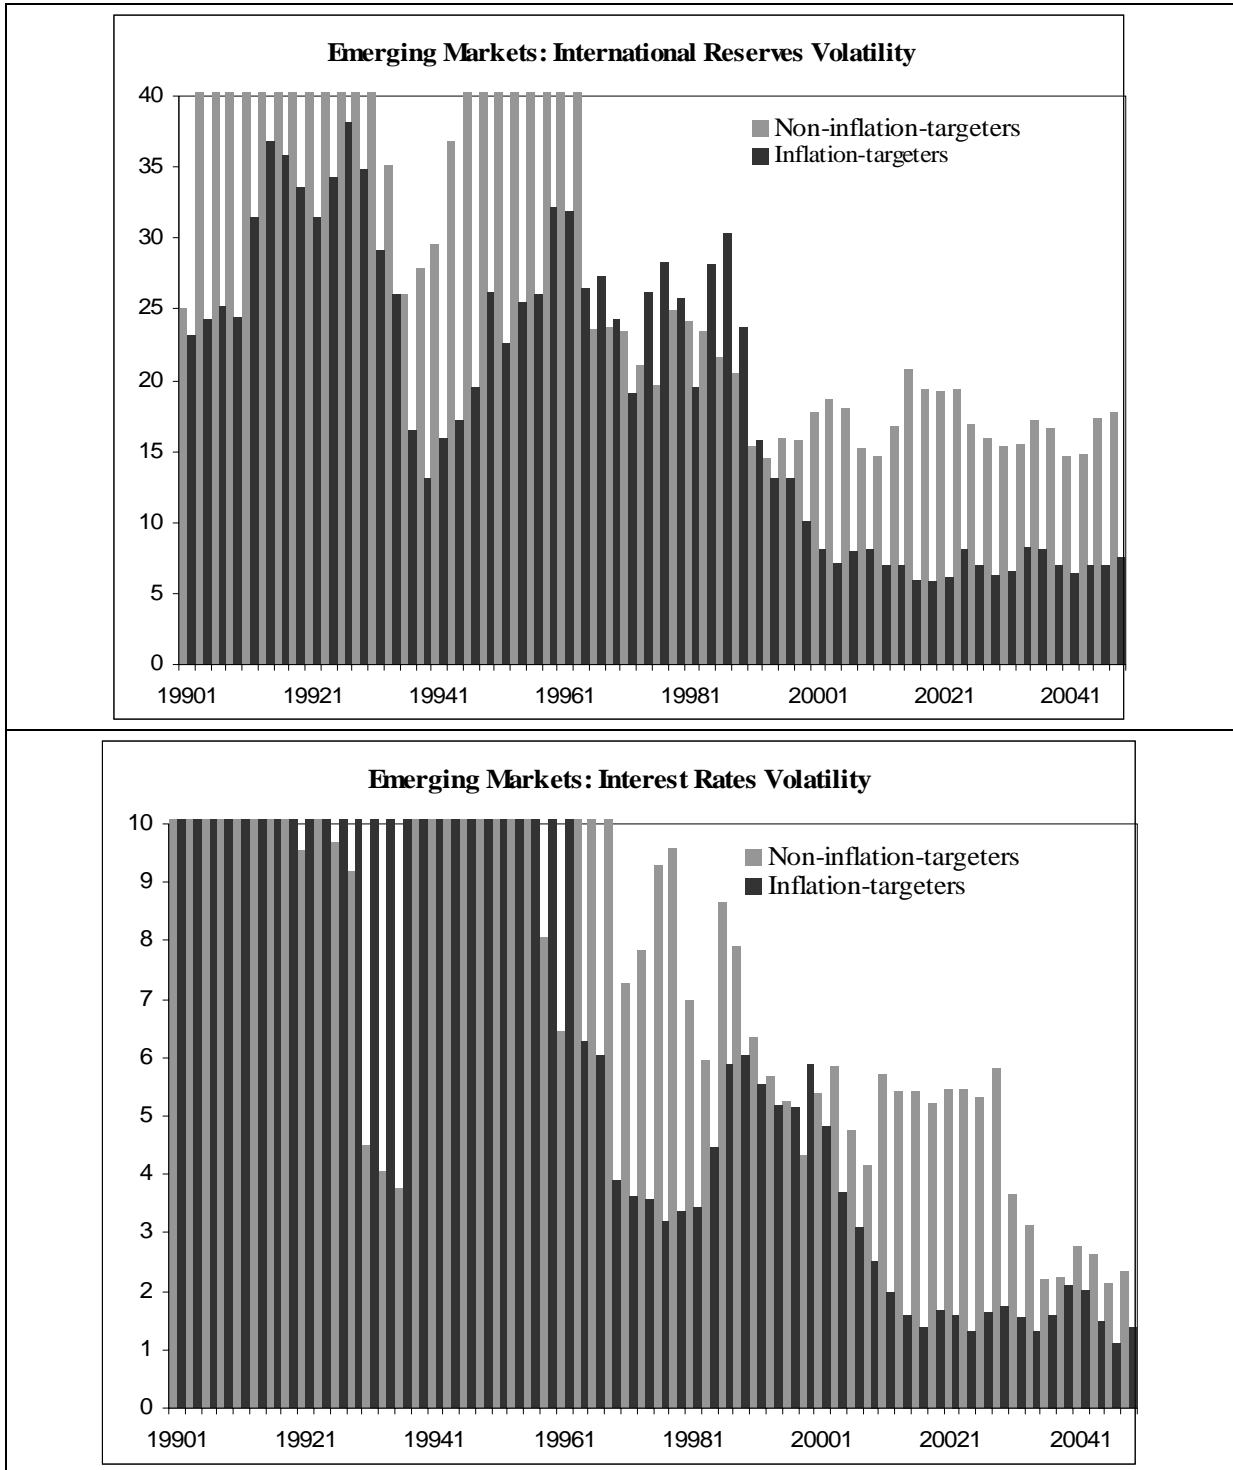 Emerging Markets: International Reserves Volatility
40
35
30
25
20
15
10
5
0
Non-inflation-targeters
Inflation-targeters
19901 19921 19941 19961 19981 20001 20021 20041
Emerging Markets: Interest Rates Volatility
10
9
8
7
6
5
4
3
2
1
0
Non-inflation-targeters
Inflation-targeters
19901 19921 19941 19961 19981 20001 20021 20041